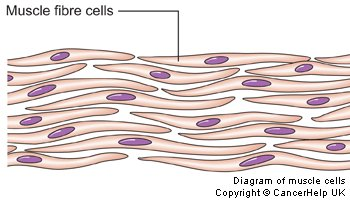 Muscle fibre cells
Diagram of muscle cells
Copyright © CancerHelp UK